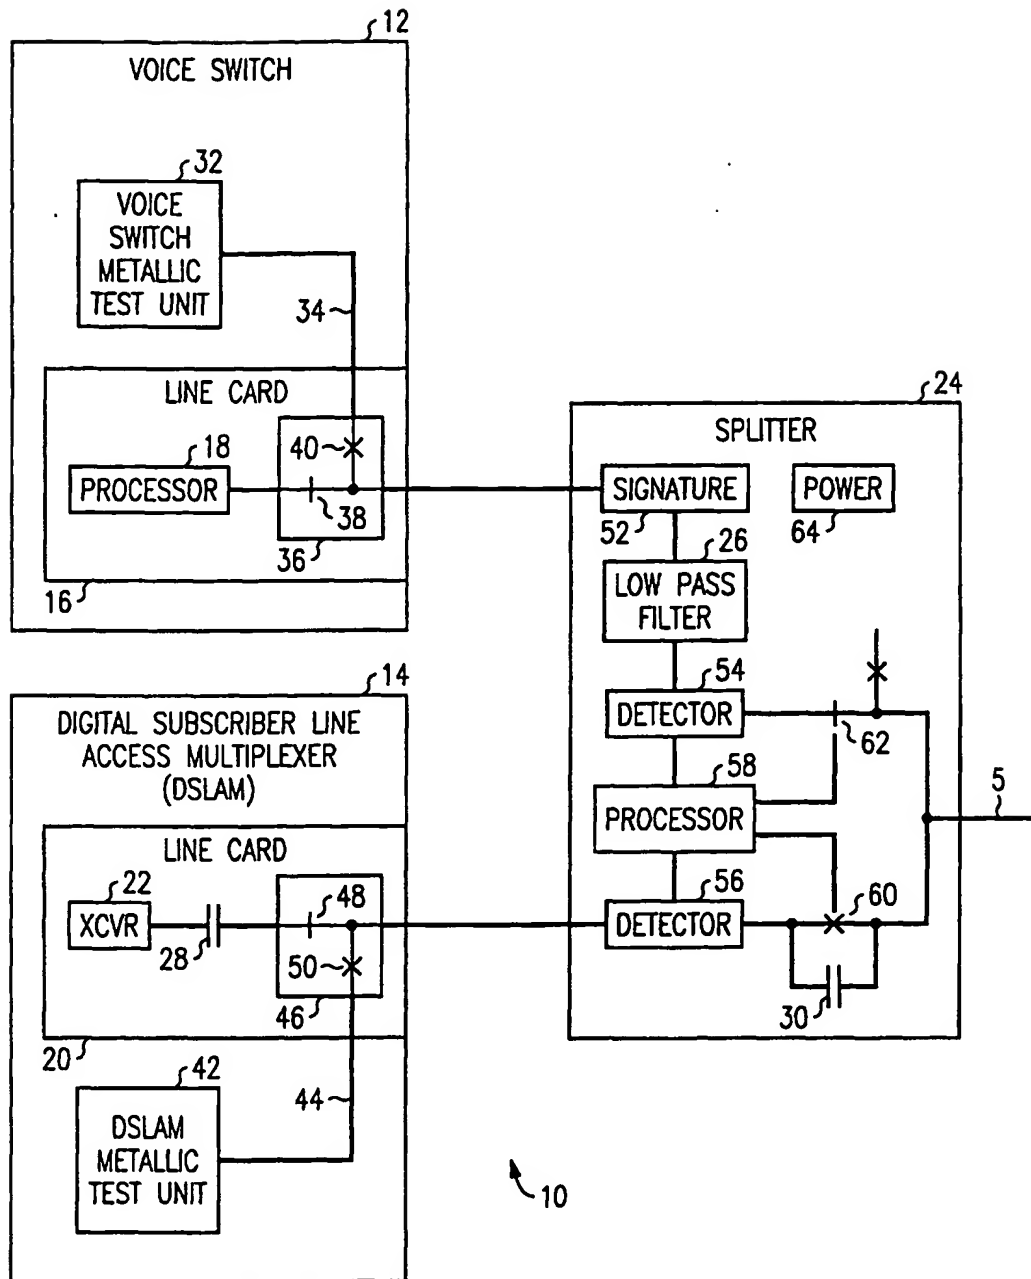 12
VOICE SWITCH
32
VOICE
SWITCH
METALLIC
TEST UNIT
34
LINE CARD
18
PROCESSOR
40
38
36
16
24
SPLITTER
SIGNATURE
52
POWER
64
26
LOW PASS
FILTER
54
DETECTOR
62
58
PROCESSOR
5
56
DETECTOR
60
30
14
DIGITAL SUBSCRIBER LINE
ACCESS MULTIPLEXER
(DSLAM)
LINE CARD
22
XCVR
28
48
50
46
20
42
44
DSLAM
METALLIC
TEST UNIT
10